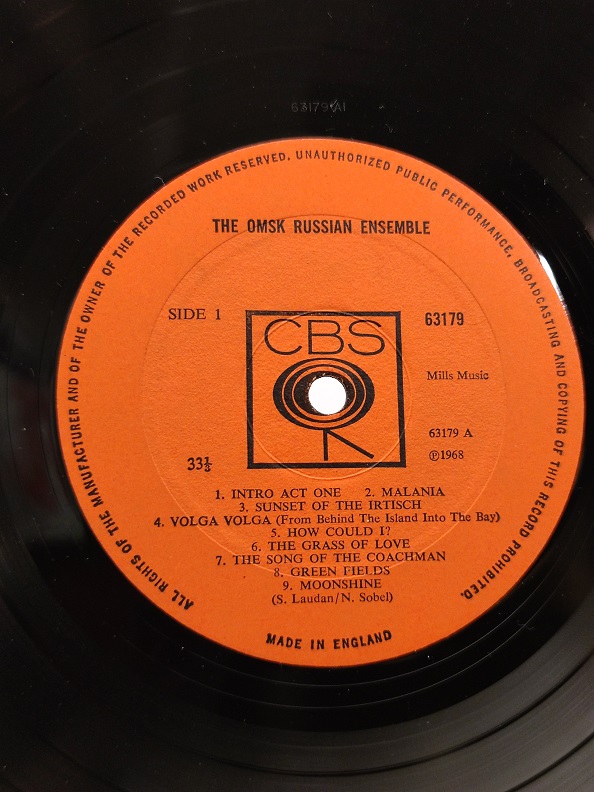 63179 A1
ALL RIGHTS OF THE MANUFACTURER AND OF THE OWNER OF THE RECORDED WORK RESERVED. UNAUTHORIZED PUBLIC PERFORMANCE, BROADCASTING AND COPYING OF THIS RECORD PROHIBITED.
THE OMSK RUSSIAN ENSEMBLE
SIDE 1
CBS
63179
Mills Music
63179 A
33⅓
℗1968
1. INTRO ACT ONE 2. MALANIA
3. SUNSET OF THE IRTISCH
4. VOLGA VOLGA (From Behind The Island Into The Bay)
5. HOW COULD I?
6. THE GRASS OF LOVE
7. THE SONG OF THE COACHMAN
8. GREEN FIELDS
9. MOONSHINE
(S. Laudan/N. Sobel)
MADE IN ENGLAND